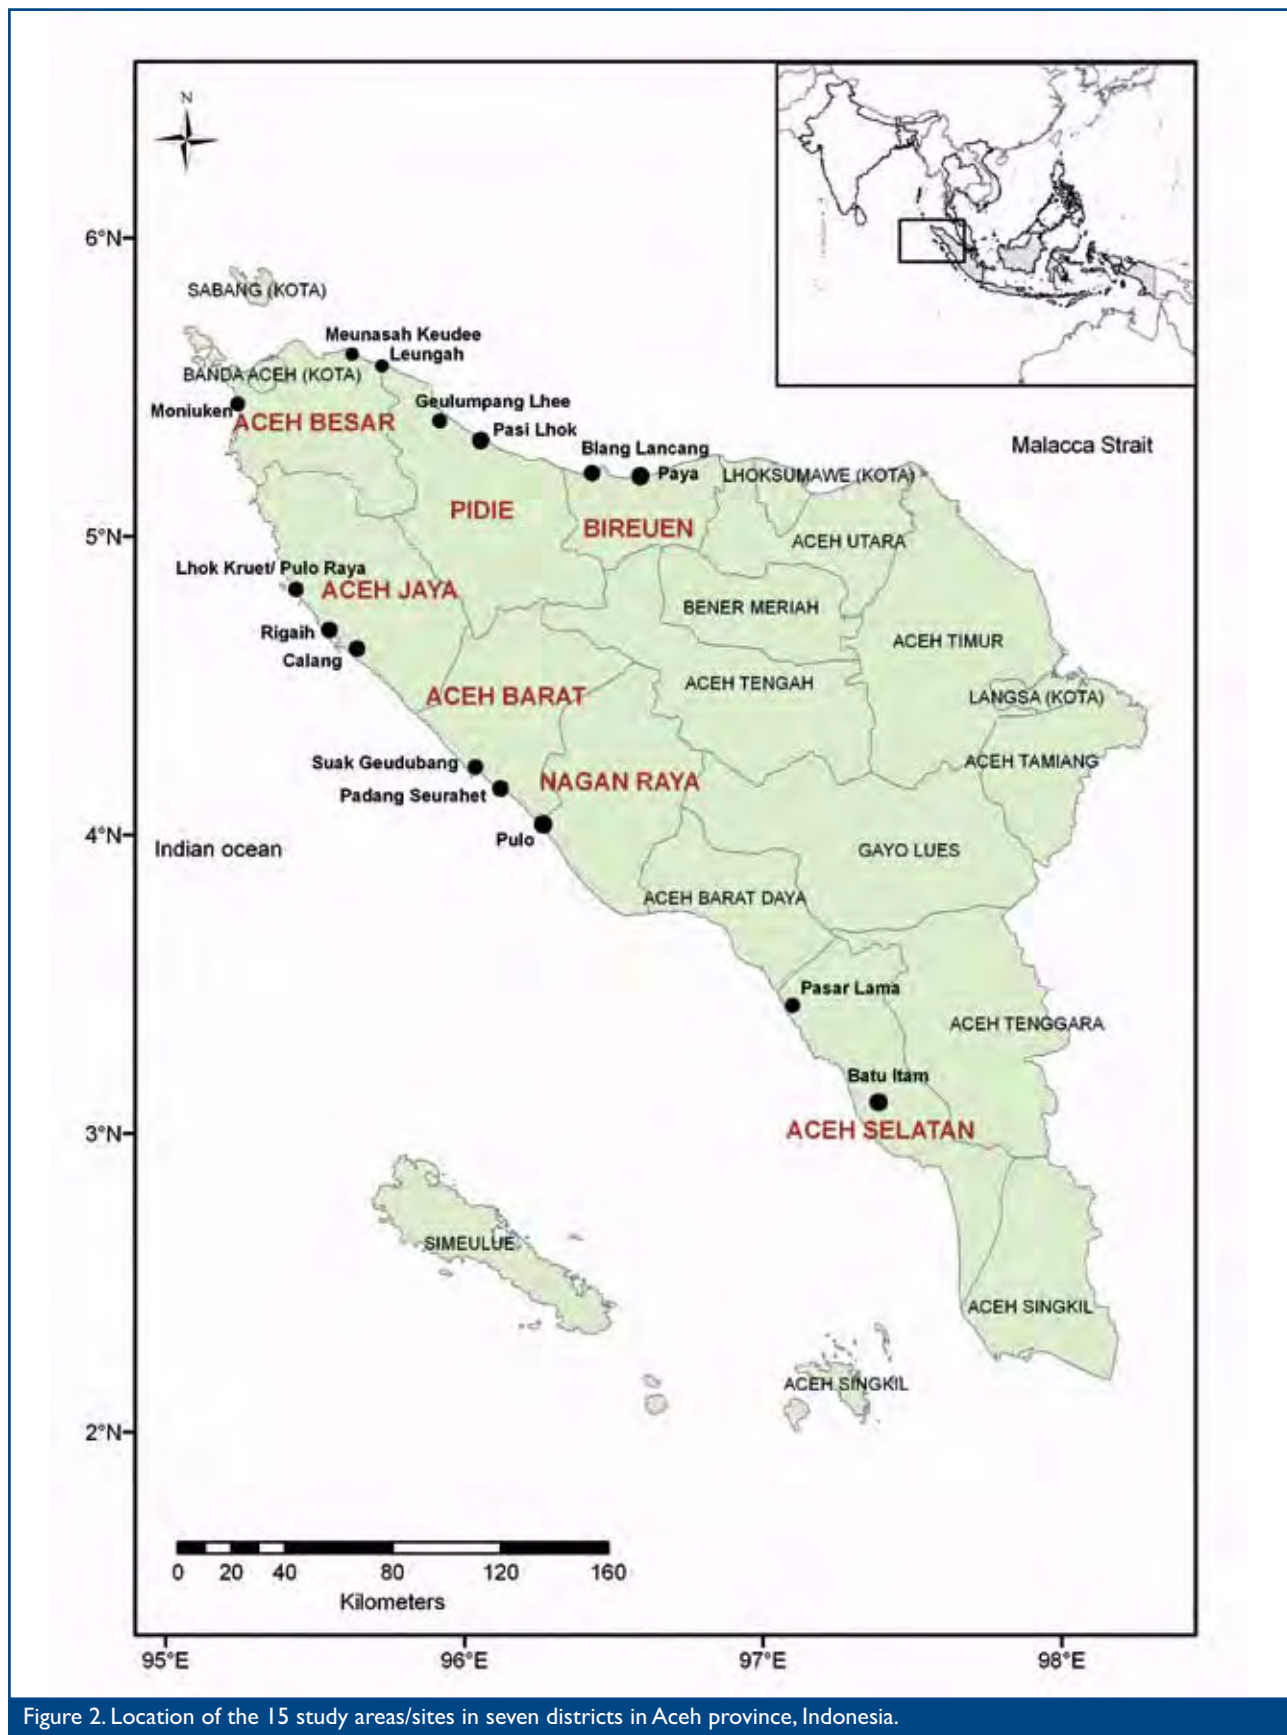 N
6°N
SABANG (KOTA)
Meunasah Keudee
Leungah
BANDA ACEH (KOTA)
Geulumpang Lhee
Moniuken
ACEH BESAR
Pasi Lhok
Malacca Strait
Blang Lancang
Paya
LHOKSUMAWE (KOTA)
PIDIE
BIREUEN
5°N
ACEH UTARA
Lhok Kruet/ Pulo Raya
ACEH JAYA
BENER MERIAH
Rigaih
ACEH TIMUR
Calang
ACEH TENGAH
ACEH BARAT
LANGSA (KOTA)
Suak Geudubang
ACEH TAMIANG
NAGAN RAYA
Padang Seurahet
4°N
Pulo
Indian ocean
GAYO LUES
ACEH BARAT DAYA
Pasar Lama
ACEH TENGGARA
Batu Itam
3°N
ACEH SELATAN
SIMEULUE
ACEH SINGKIL
ACEH SINGKIL
2°N
0 20 40 80 120 160
Kilometers
95°E 96°E 97°E 98°E
Figure 2. Location of the 15 study areas/sites in seven districts in Aceh province, Indonesia.